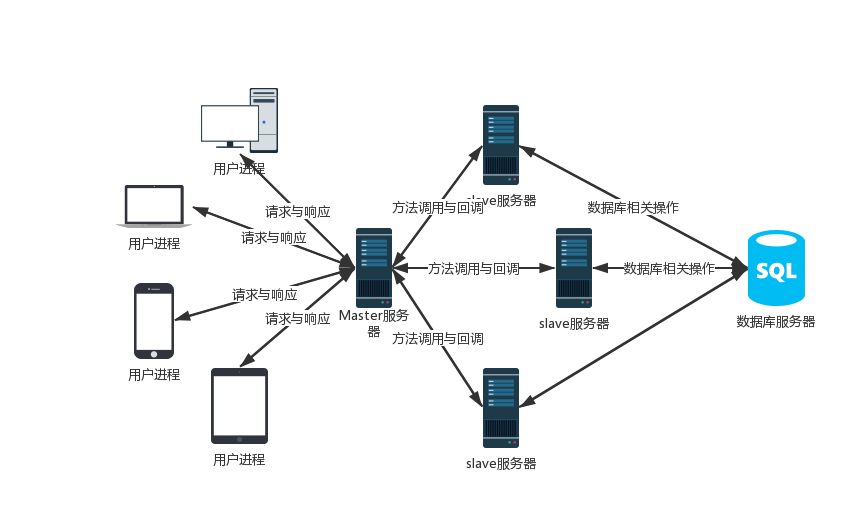 用户进程
请求与响应
用户进程
请求与响应
用户进程
请求与响应
用户进程
请求与响应
Master服务
器
方法调用与回调
slave服务器
数据库相关操作
方法调用与回调
slave服务器
数据库相关操作
方法调用与回调
slave服务器
SQL
数据库服务器